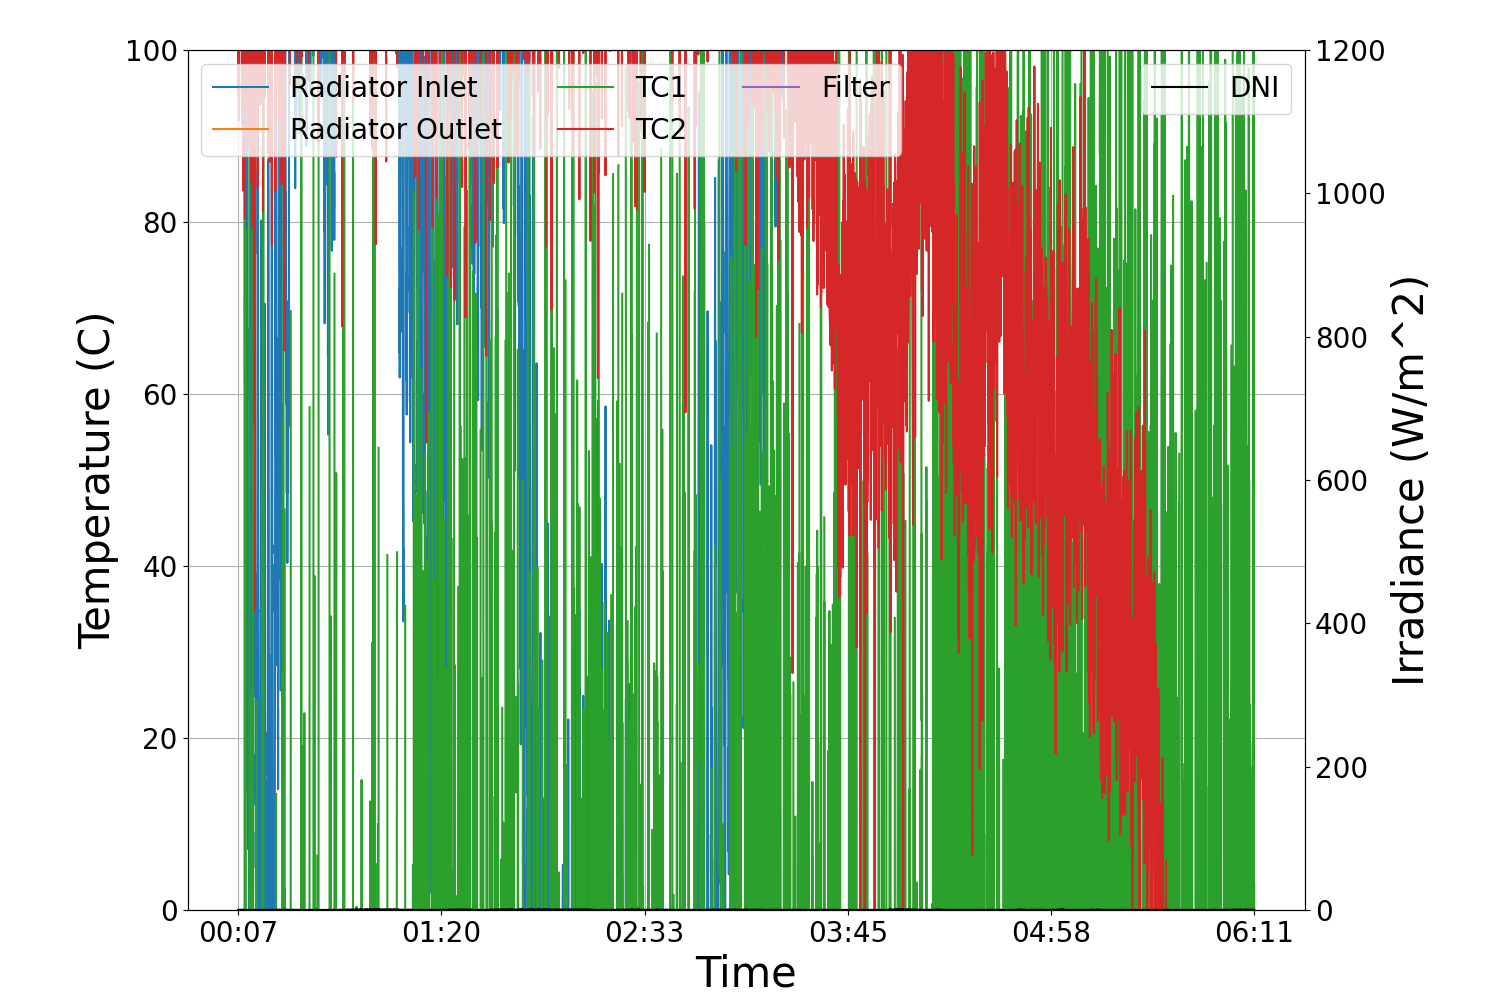 100
80
60
40
20
0
Temperature (C)
1200
1000
800
600
400
200
0
Irradiance (W/m^2)
Radiator Inlet
Radiator Outlet
TC1
TC2
Filter
DNI
00:07 01:20 02:33 03:45 04:58 06:11
Time